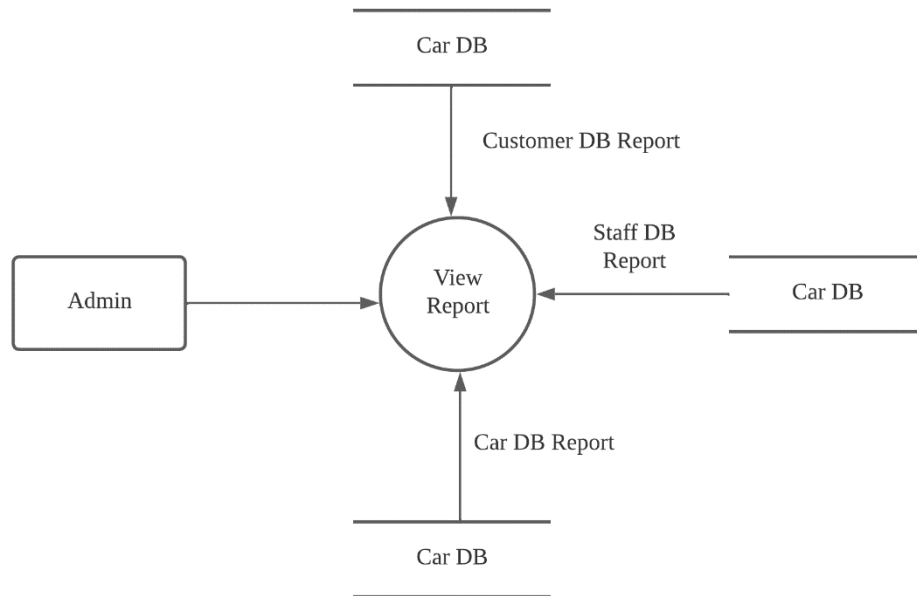 Car DB
Customer DB Report
Staff DB
Report
View
Report
Admin
Car DB
Car DB Report
Car DB